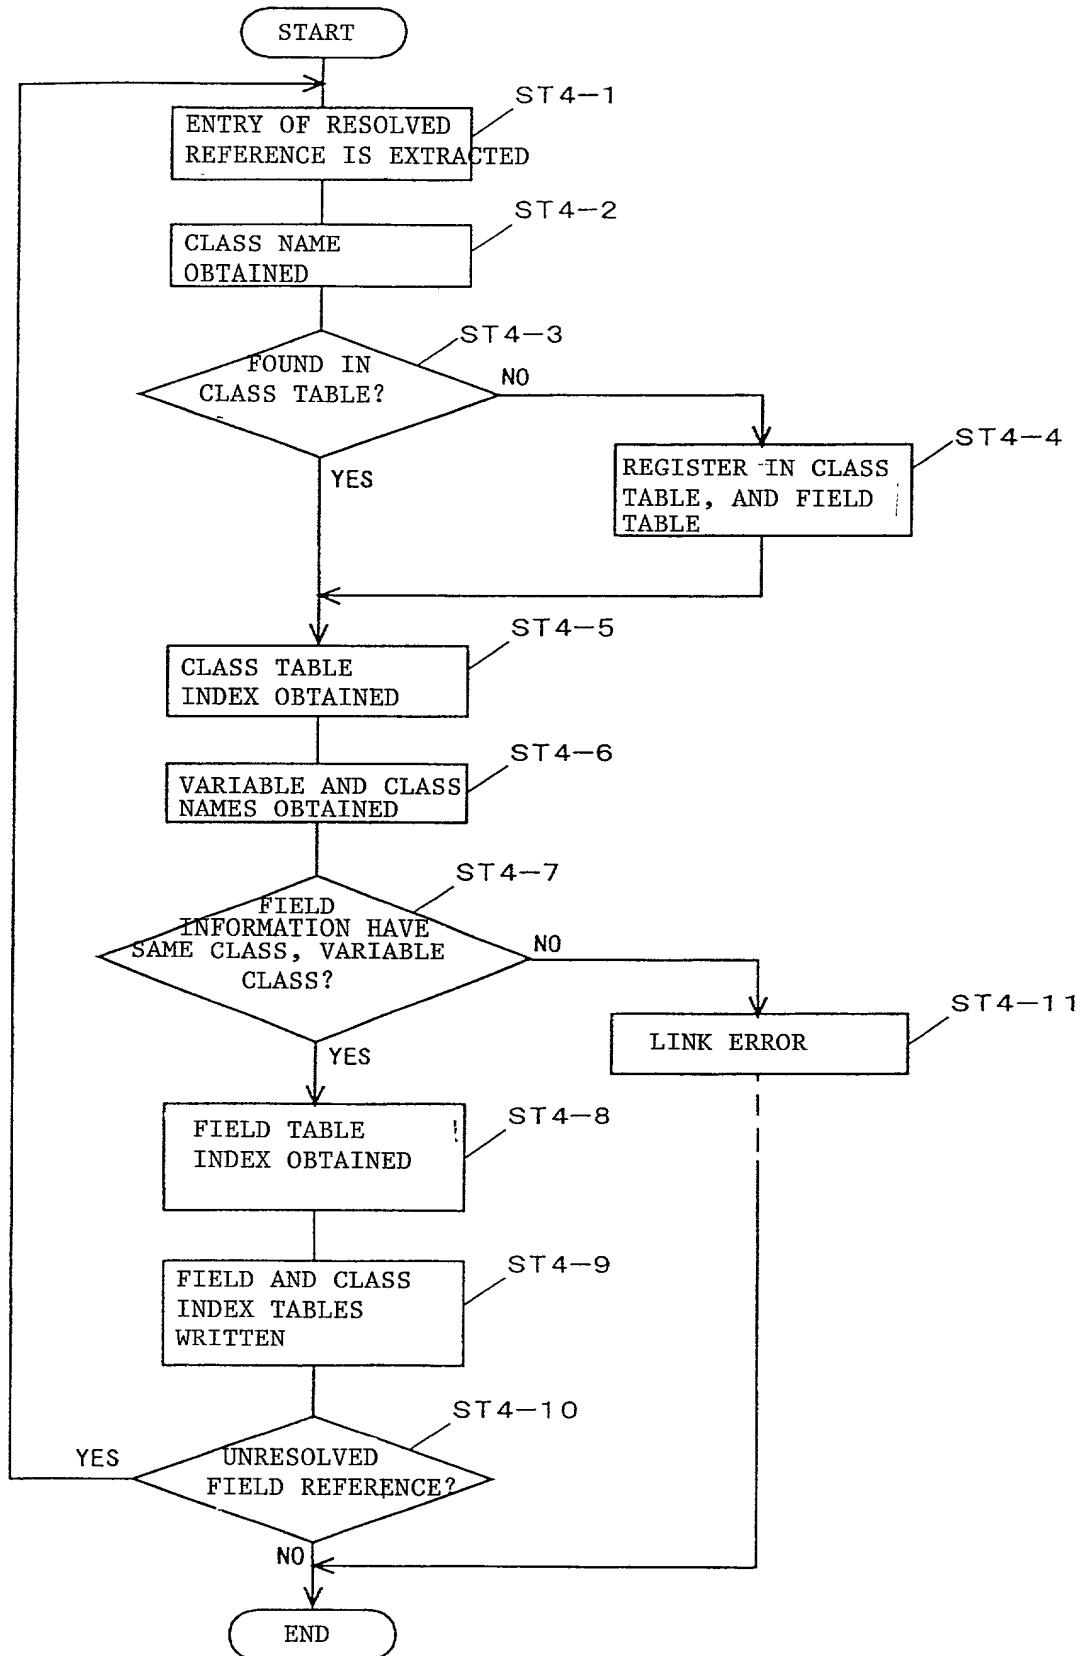 START
ST4-1
ENTRY OF RESOLVED
REFERENCE IS EXTRACTED
ST4-2
CLASS NAME
OBTAINED
ST4-3
FOUND IN
CLASS TABLE?
NO
YES
ST4-4
REGISTER IN CLASS
TABLE, AND FIELD
TABLE
ST4-5
CLASS TABLE
INDEX OBTAINED
ST4-6
VARIABLE AND CLASS
NAMES OBTAINED
ST4-7
FIELD
INFORMATION HAVE
SAME CLASS, VARIABLE
CLASS?
NO
YES
ST4-11
LINK ERROR
ST4-8
FIELD TABLE
INDEX OBTAINED
ST4-9
FIELD AND CLASS
INDEX TABLES
WRITTEN
ST4-10
YES
UNRESOLVED
FIELD REFERENCE?
NO
END